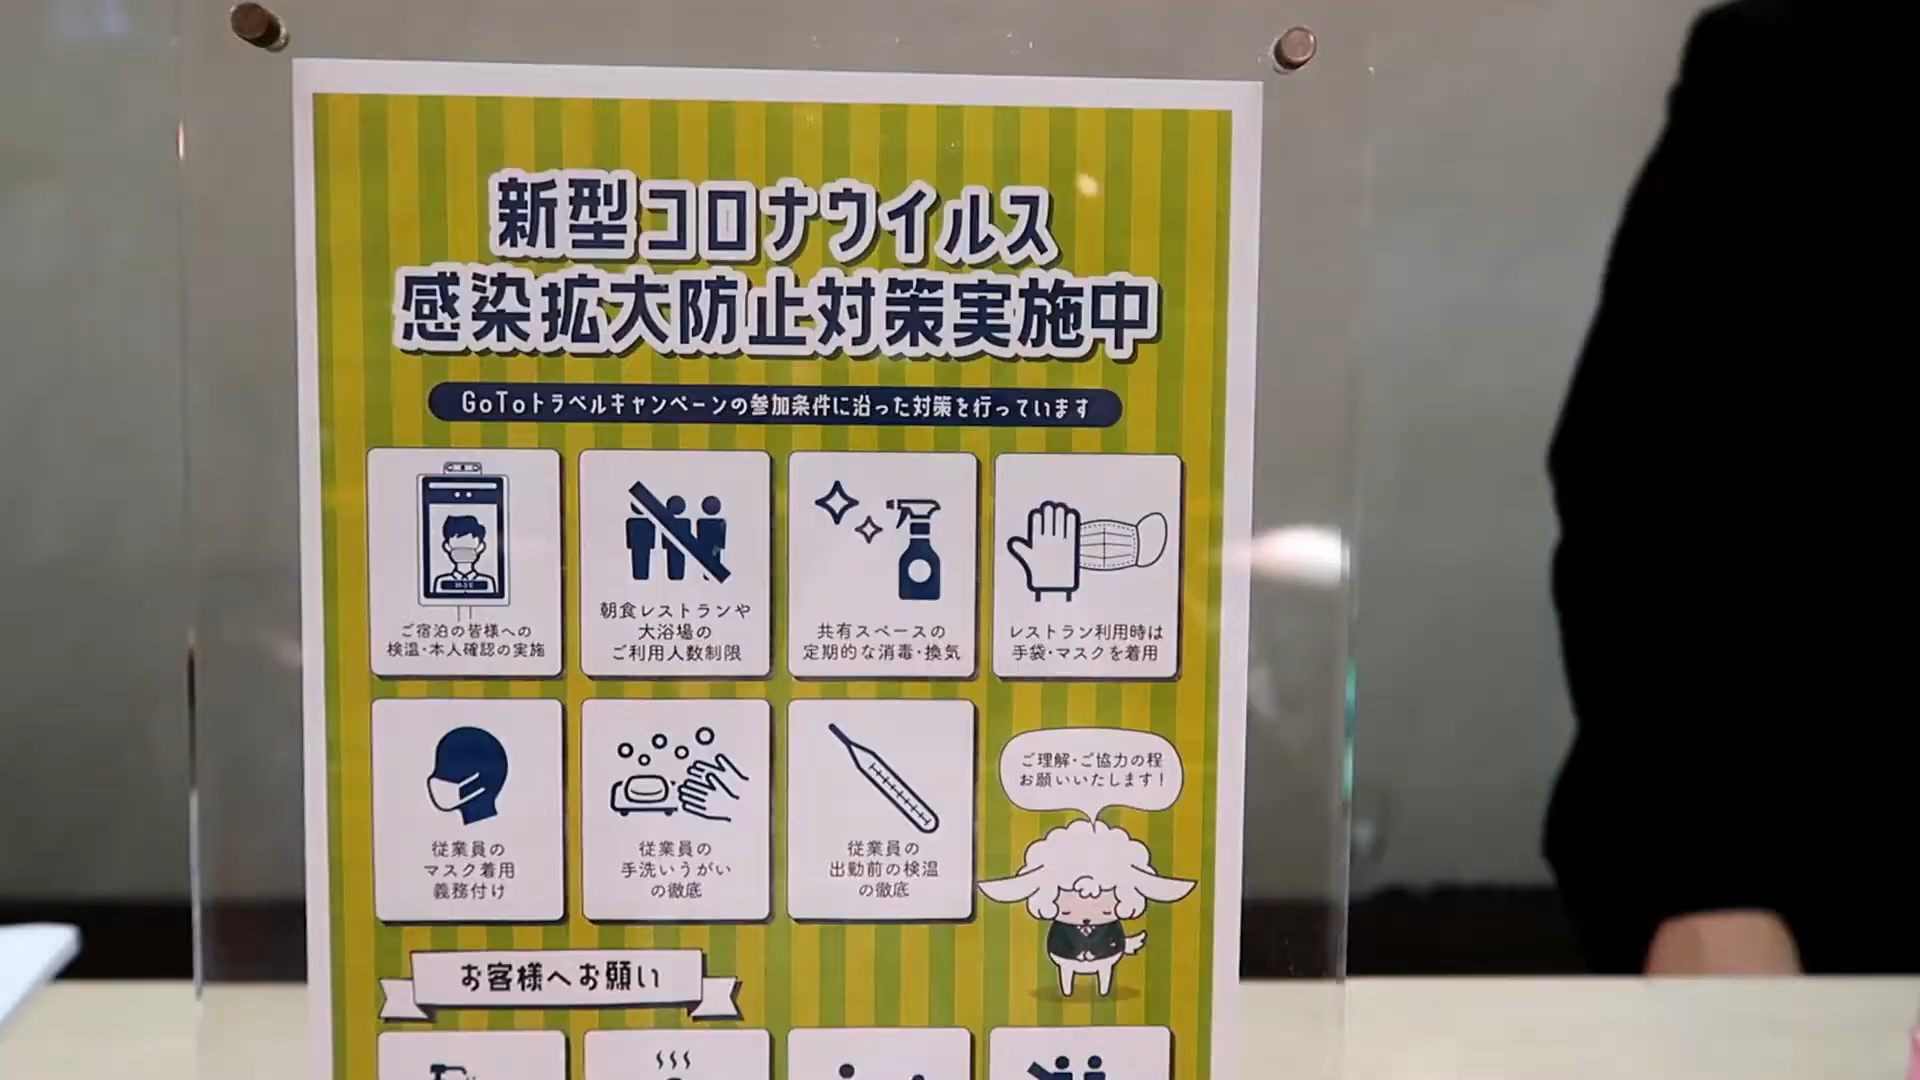 新型コロナウイルス
感染拡大防止対策実施中
GoToトラベルキャンペーンの参加条件に沿った対策を行っています
ご宿泊の皆様への
検温・本人確認の実施
朝食レストランや
大浴場の
ご利用人数制限
共有スペースの
定期的な消毒・換気
レストラン利用時は
手袋・マスクを着用
従業員の
マスク着用
義務付け
従業員の
手洗いうがい
の徹底
従業員の
出勤前の検温
の徹底
ご理解・ご協力の程
お願いいたします!
お客様へお願い